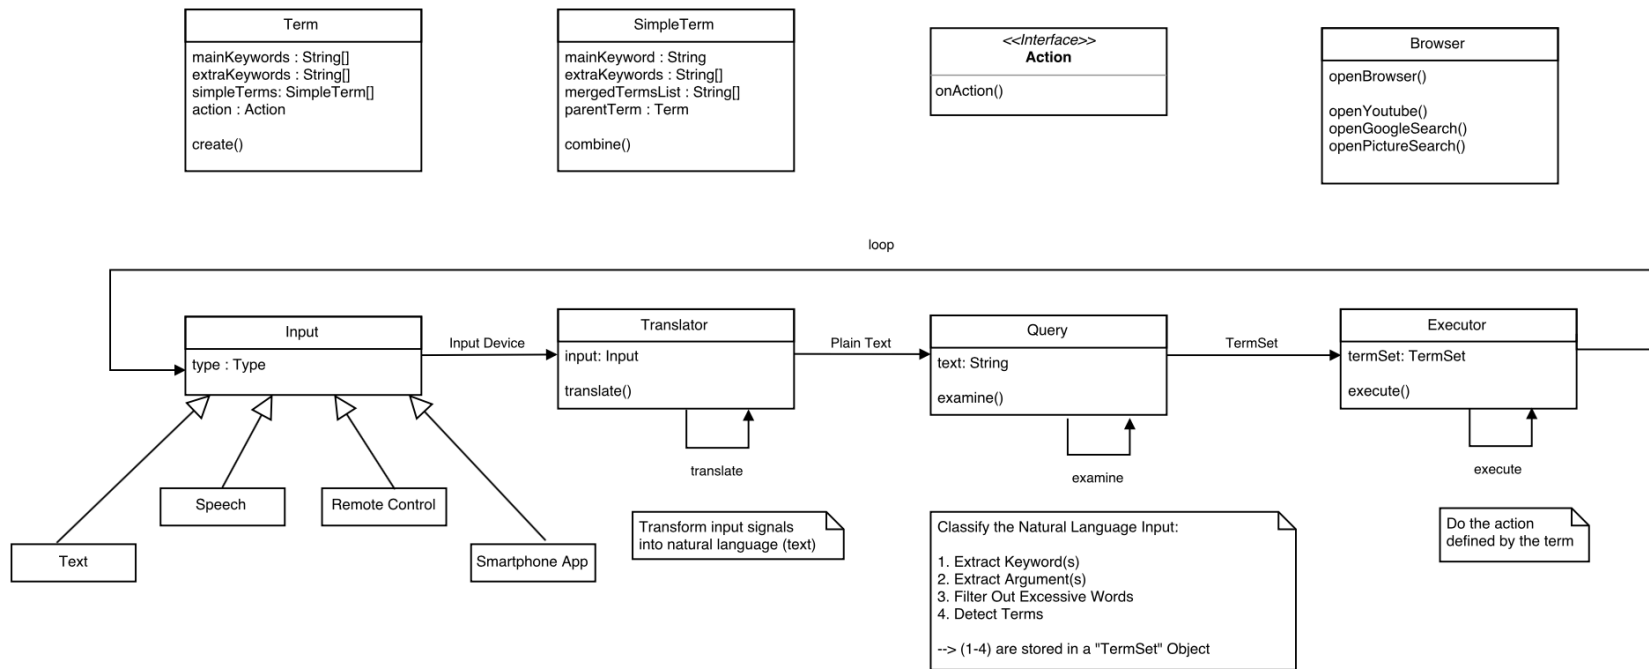 Term
mainKeywords : String[]
extraKeywords : String[]
simpleTerms: SimpleTerm[]
action : Action
create()
SimpleTerm
mainKeyword : String
extraKeywords : String[]
mergedTermsList : String[]
parentTerm : Term
combine()
<<Interface>>
Action
onAction()
Browser
openBrowser()
openYoutube()
openGoogleSearch()
openPictureSearch()
loop
Input
type : Type
Input Device
Translator
input: Input
translate()
translate
Plain Text
Query
text: String
examine()
examine
TermSet
Executor
termSet: TermSet
execute()
execute
Text
Speech
Remote Control
Smartphone App
Transform input signals
into natural language (text)
Classify the Natural Language Input:
1. Extract Keyword(s)
2. Extract Argument(s)
3. Filter Out Excessive Words
4. Detect Terms
--> (1-4) are stored in a "TermSet" Object
Do the action
defined by the term